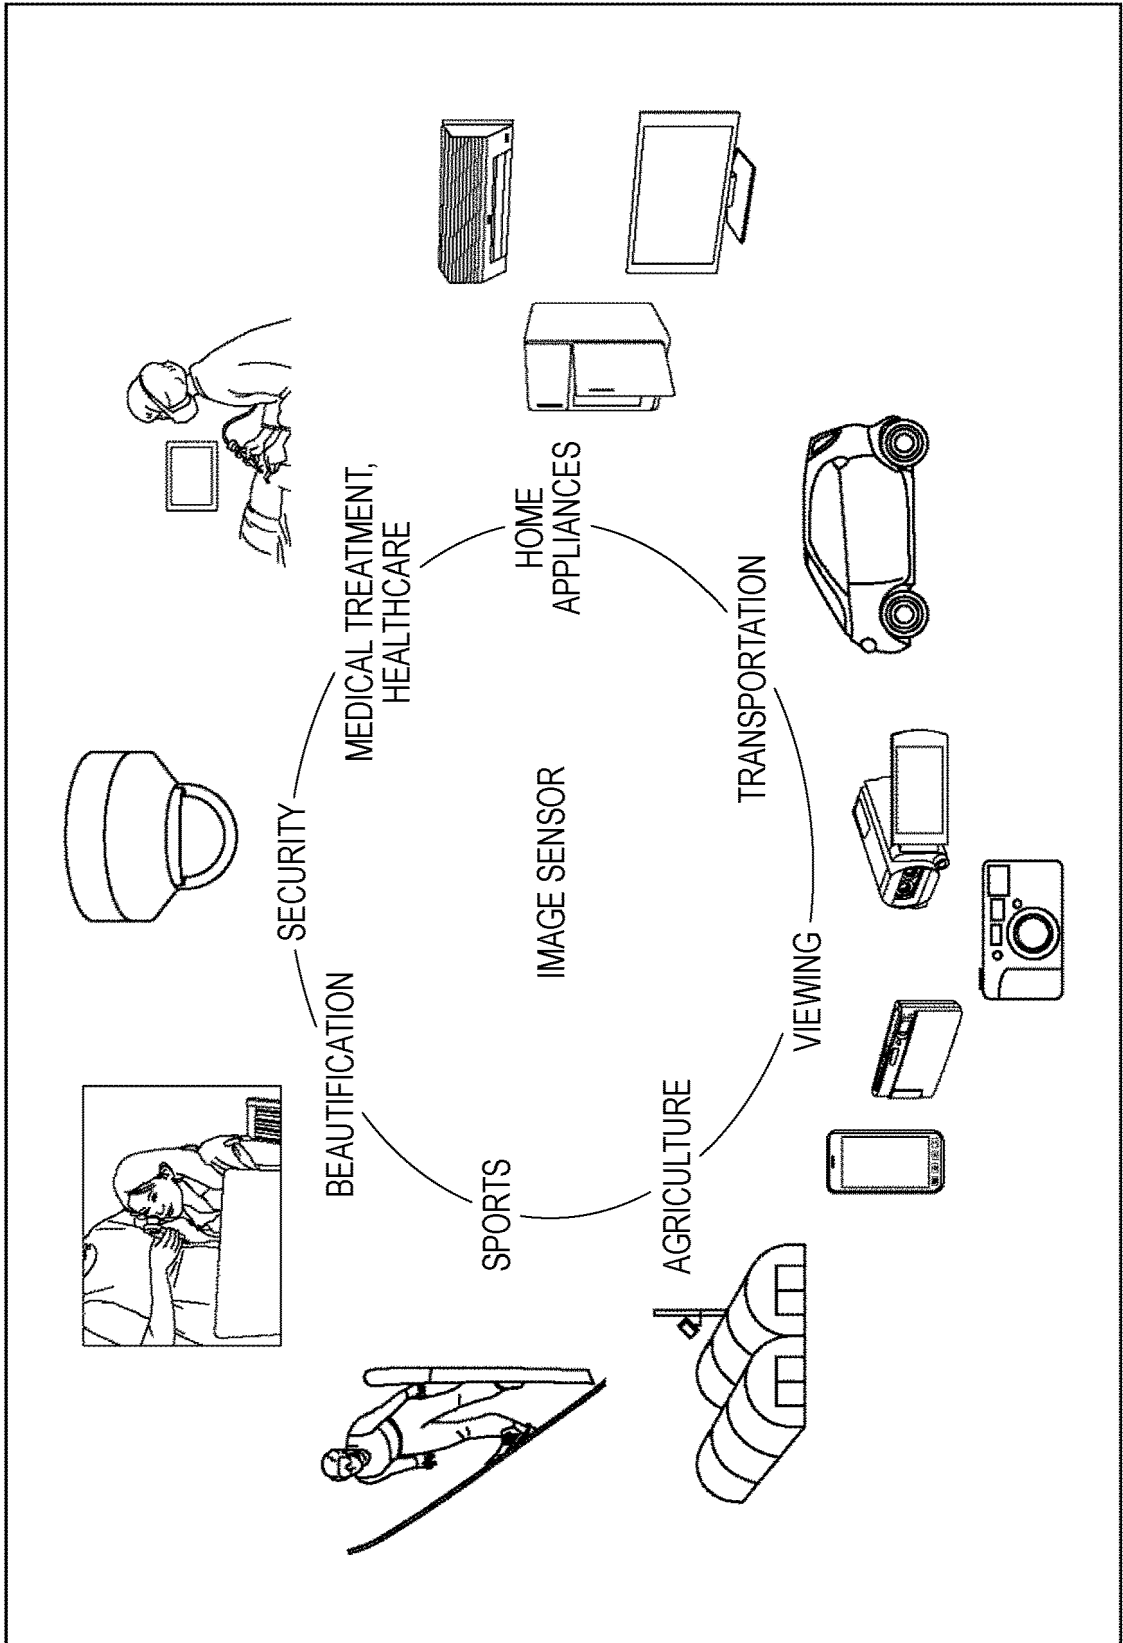 SECURITY
MEDICAL TREATMENT,
HEALTHCARE
HOME
APPLIANCES
TRANSPORTATION
VIEWING
AGRICULTURE
SPORTS
BEAUTIFICATION
IMAGE SENSOR